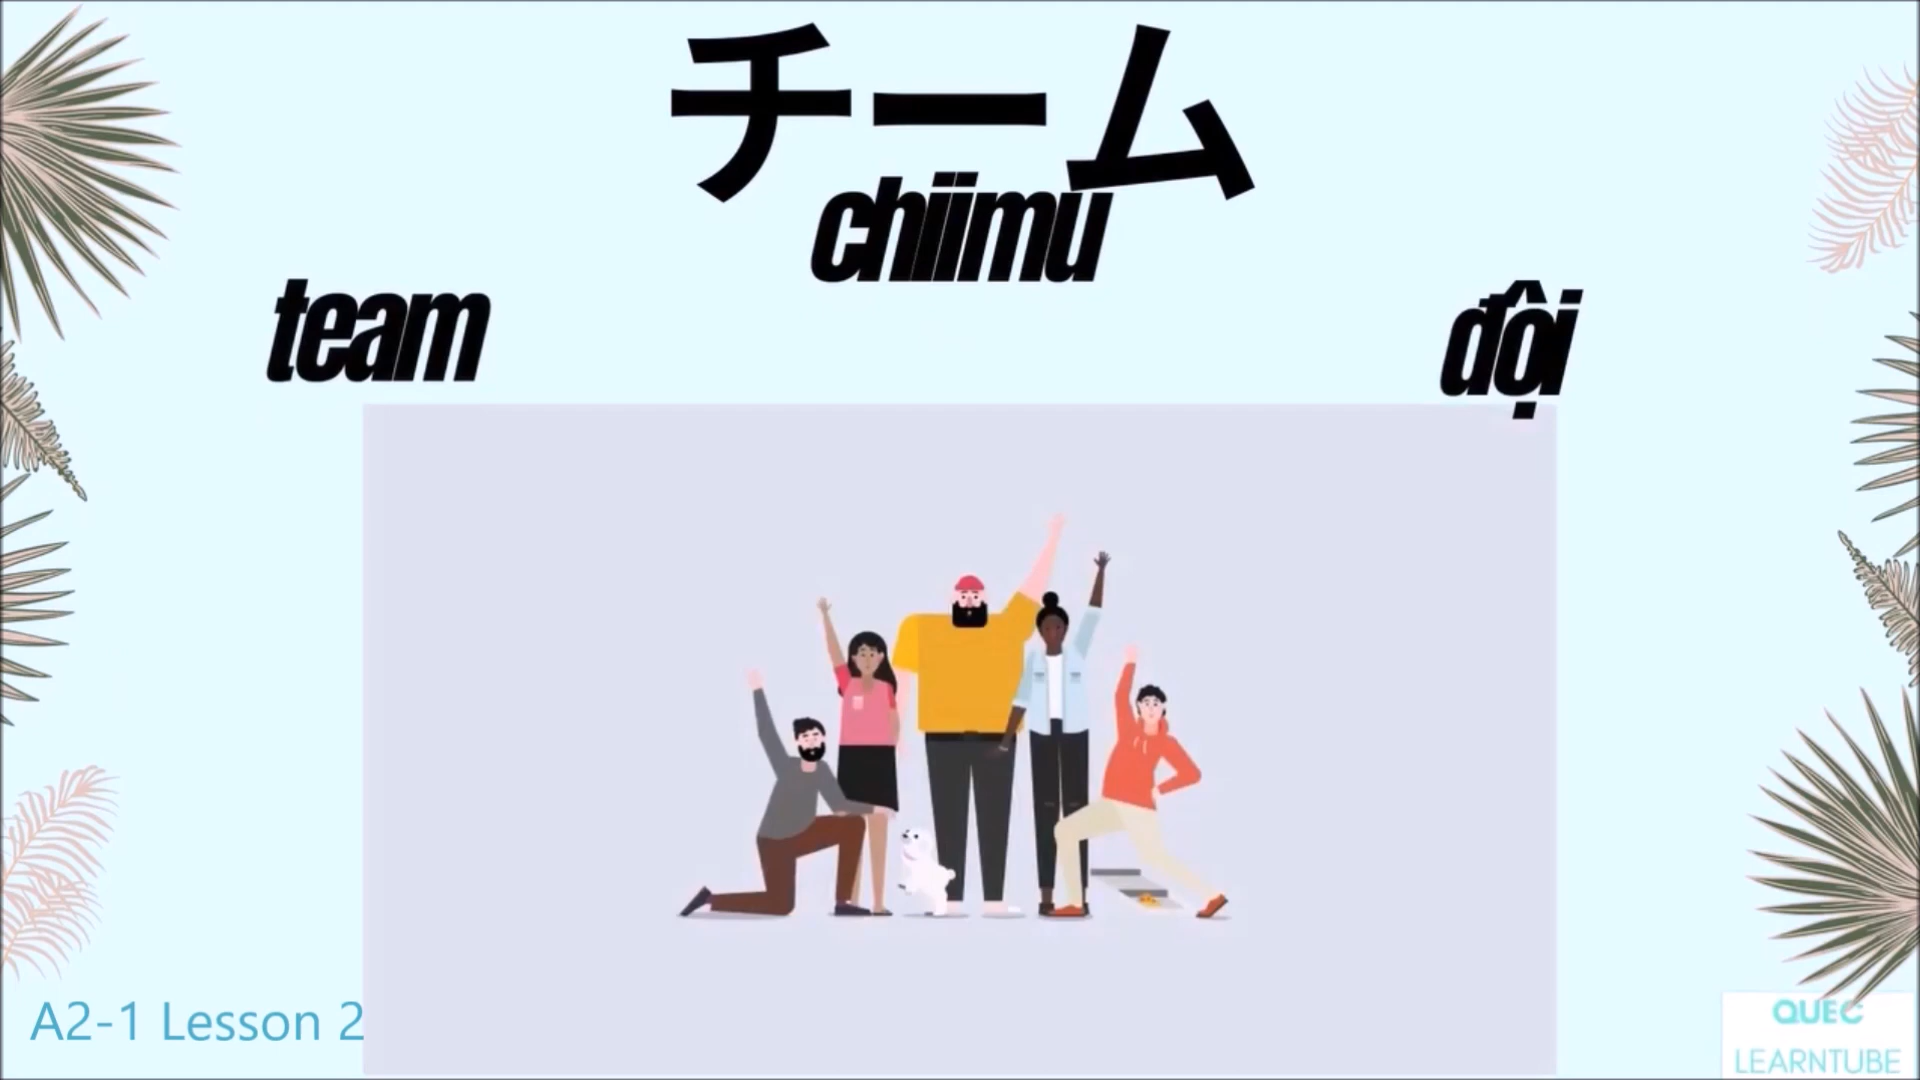 チーム
chiimu
team
đội
A2-1 Lesson 2
QUEC
LEARNTUBE